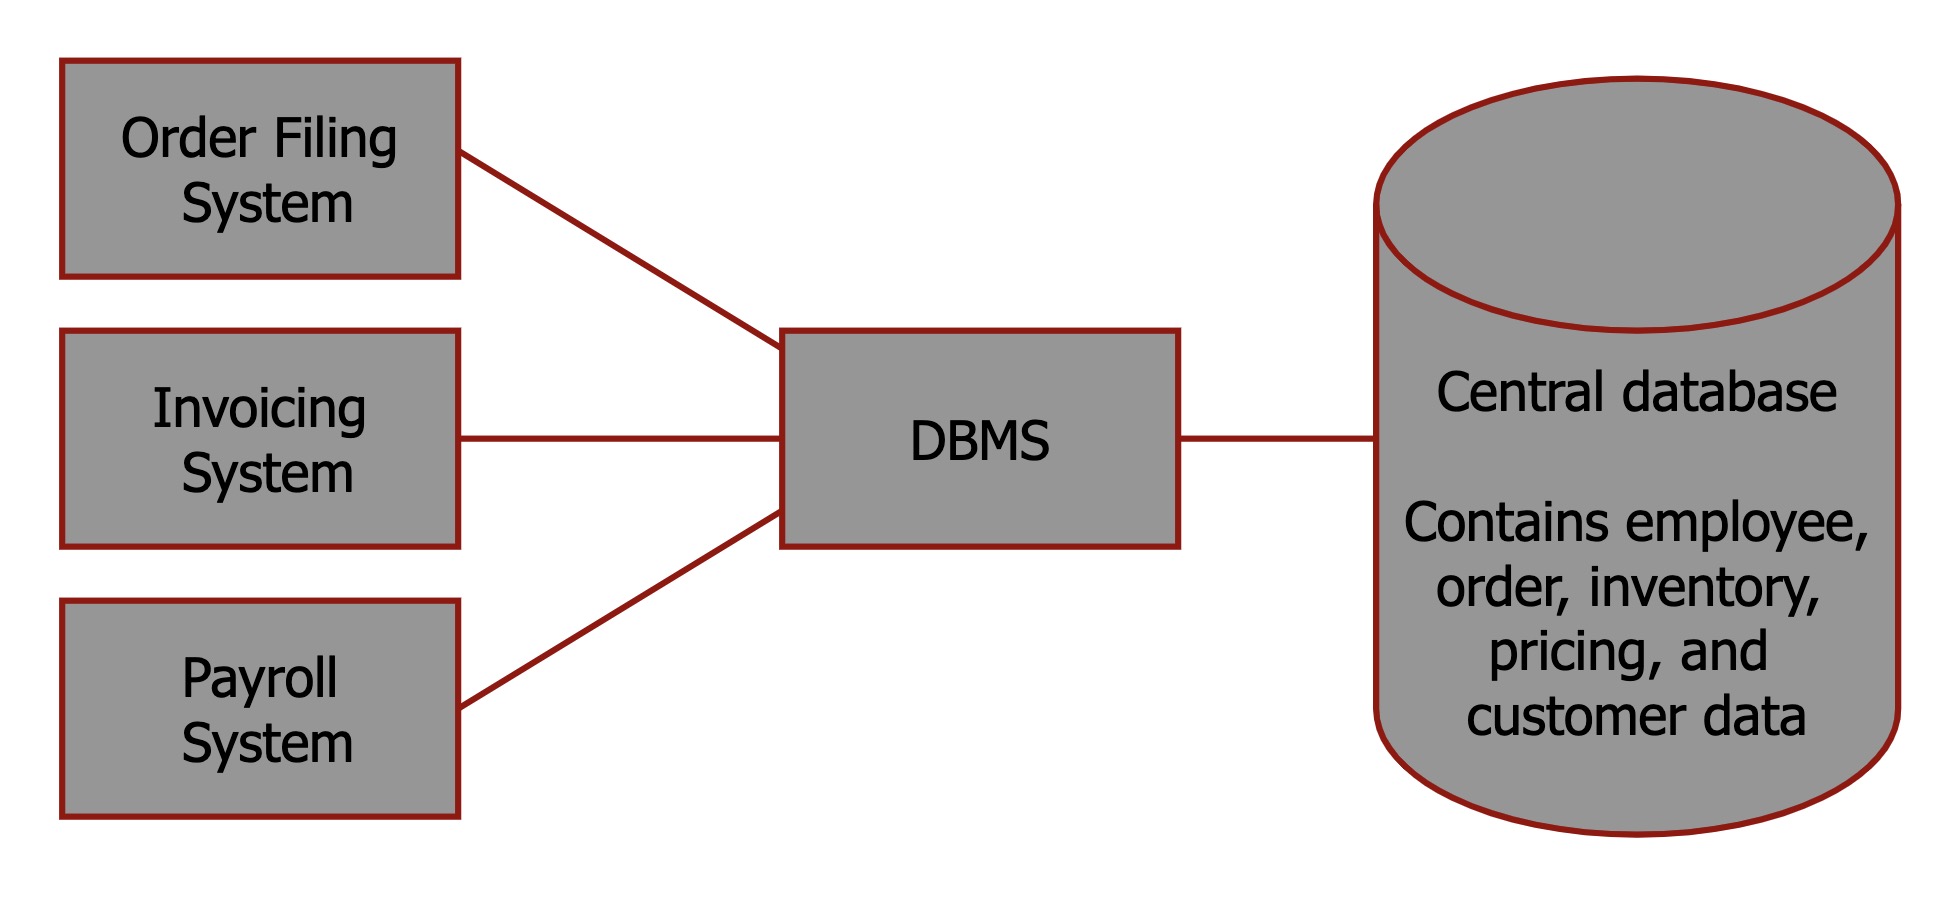 Order Filing
System
Invoicing
System
Payroll
System
DBMS
Central database
Contains employee,
order, inventory,
pricing, and
customer data